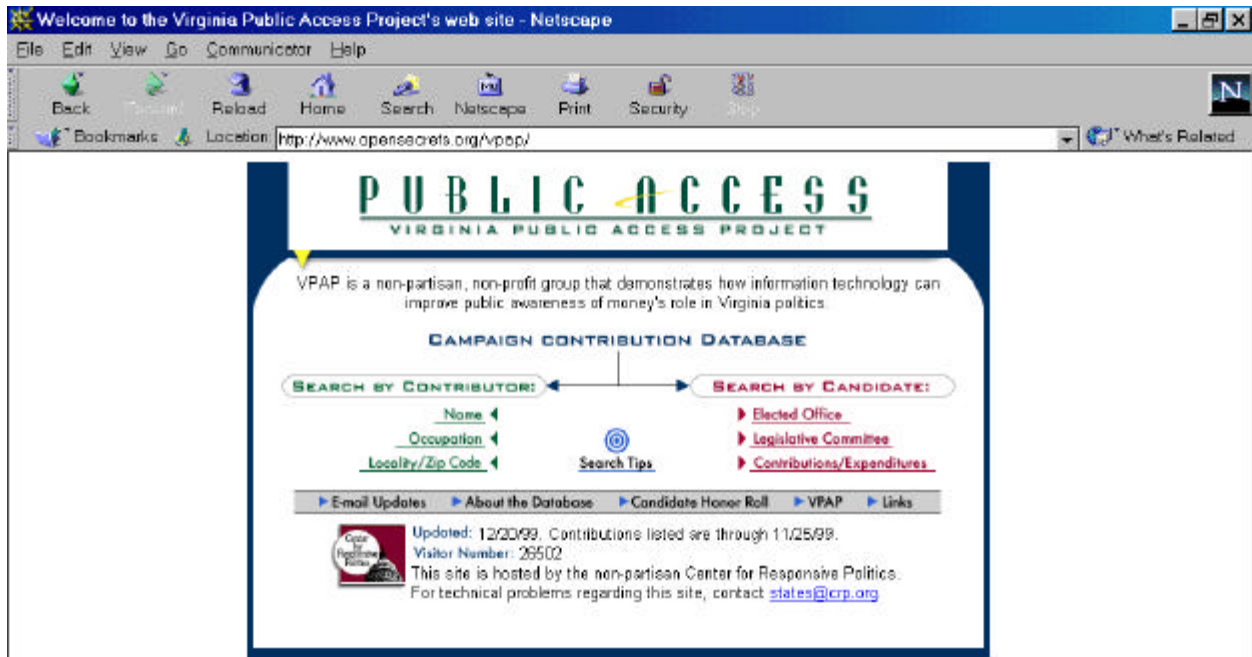 Welcome to the Virginia Public Access Project's web site - Netscape
File Edit View Go Communicator Help
Back Forward Reload Home Search Netscape Print Security Stop
N
Bookmarks Location: http://www.opensecrets.org/vpap/ What's Related
PUBLIC ACCESS
VIRGINIA PUBLIC ACCESS PROJECT
VPAP is a non-partisan, non-profit group that demonstrates how information technology can
improve public awareness of money's role in Virginia politics.
CAMPAIGN CONTRIBUTION DATABASE
SEARCH BY CONTRIBUTOR: SEARCH BY CANDIDATE:
Name Elected Office
Occupation Legislative Committee
Locality/Zip Code Search Tips Contributions/Expenditures
E-mail Updates About the Database Candidate Honor Roll VPAP Links
Center for Responsive Politics
Updated: 12/20/99. Contributions listed are through 11/25/99.
Visitor Number: 26502
This site is hosted by the non-partisan Center for Responsive Politics.
For technical problems regarding this site, contact states@crp.org